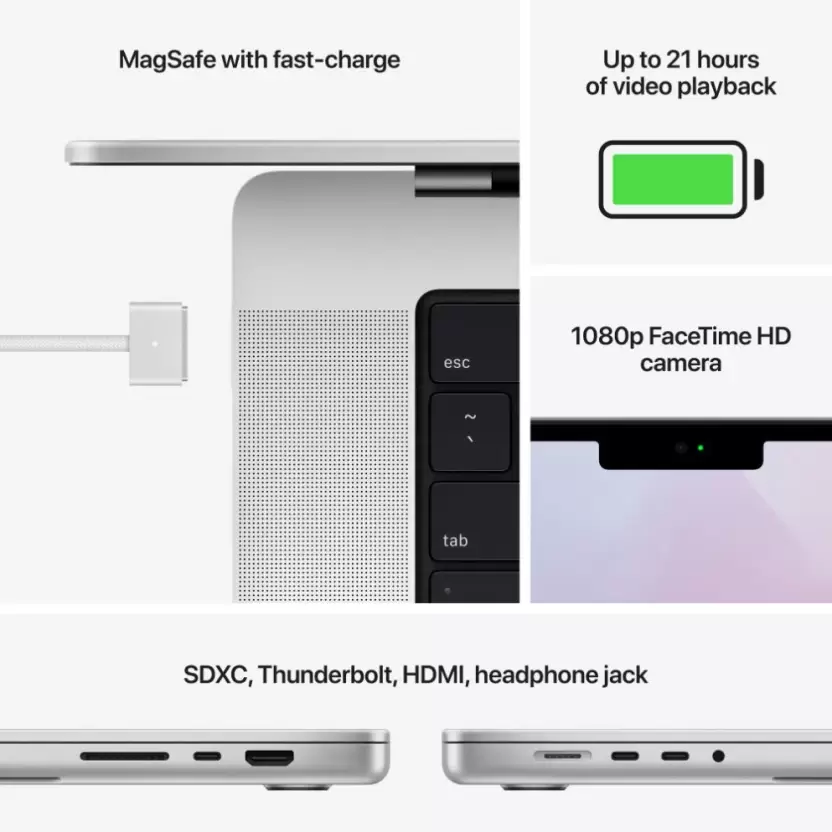 MagSafe with fast-charge
Up to 21 hours
of video playback
esc
~
`
tab
1080p FaceTime HD
camera
SDXC, Thunderbolt, HDMI, headphone jack